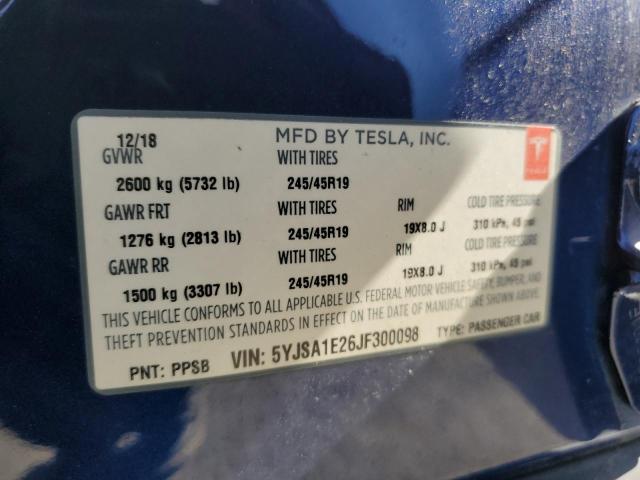 12/18 MFD BY TESLA, INC.
GVWR WITH TIRES TESLA
2600 kg (5732 lb) 245/45R19
GAWR FRT WITH TIRES RIM COLD TIRE PRESSURE
1276 kg (2813 lb) 245/45R19 19X8.0 J 310 kPa, 45 psi
GAWR RR WITH TIRES RIM COLD TIRE PRESSURE
1500 kg (3307 lb) 245/45R19 19X8.0 J 310 kPa, 45 psi
THIS VEHICLE CONFORMS TO ALL APPLICABLE U.S. FEDERAL MOTOR VEHICLE SAFETY, BUMPER, AND
THEFT PREVENTION STANDARDS IN EFFECT ON THE DATE OF MANUFACTURE SHOWN ABOVE.
PNT: PPSB VIN: 5YJSA1E26JF300098 TYPE: PASSENGER CAR